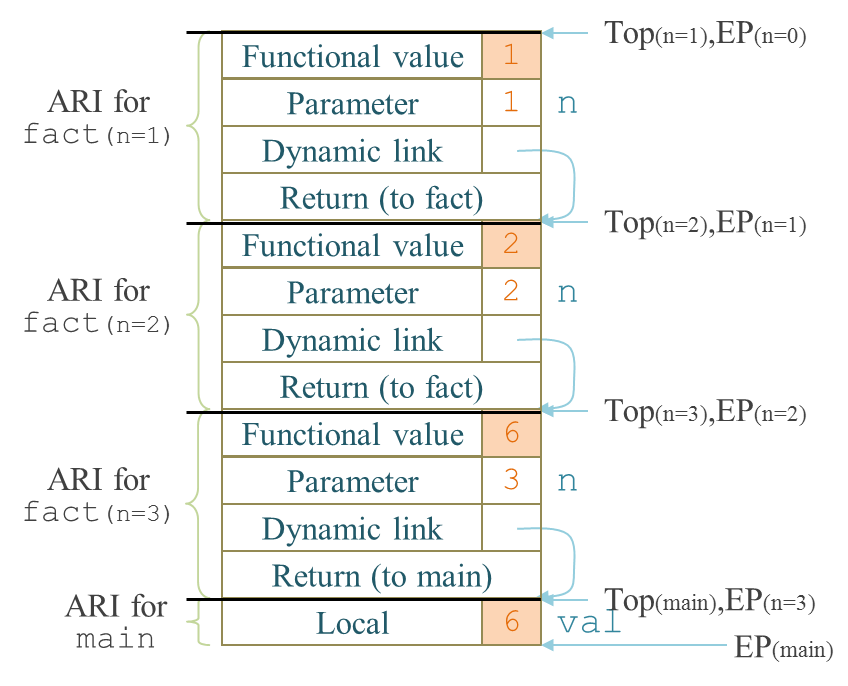 Top(n=1),EP(n=0)
Functional value 1
ARI for
fact(n=1)
Parameter 1 n
Dynamic link
Return (to fact)
Top(n=2),EP(n=1)
Functional value 2
ARI for
fact(n=2)
Parameter 2 n
Dynamic link
Return (to fact)
Top(n=3),EP(n=2)
Functional value 6
ARI for
fact(n=3)
Parameter 3 n
Dynamic link
Return (to main)
Top(main),EP(n=3)
ARI for
main
Local 6 val
EP(main)